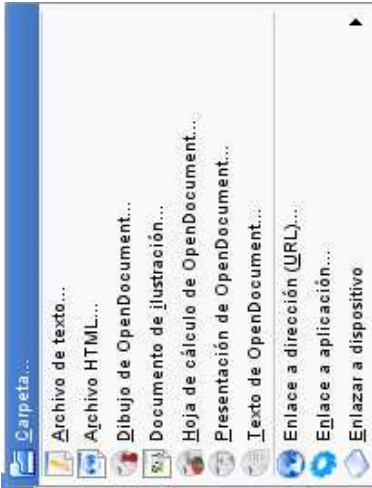 Carpeta...
Archivo de texto...
Archivo HTML...
Dibujo de OpenDocument...
Documento de ilustración...
Hoja de cálculo de OpenDocument...
Presentación de OpenDocument...
Texto de OpenDocument...
Enlace a dirección (URL)...
Enlace a aplicación...
Enlazar a dispositivo